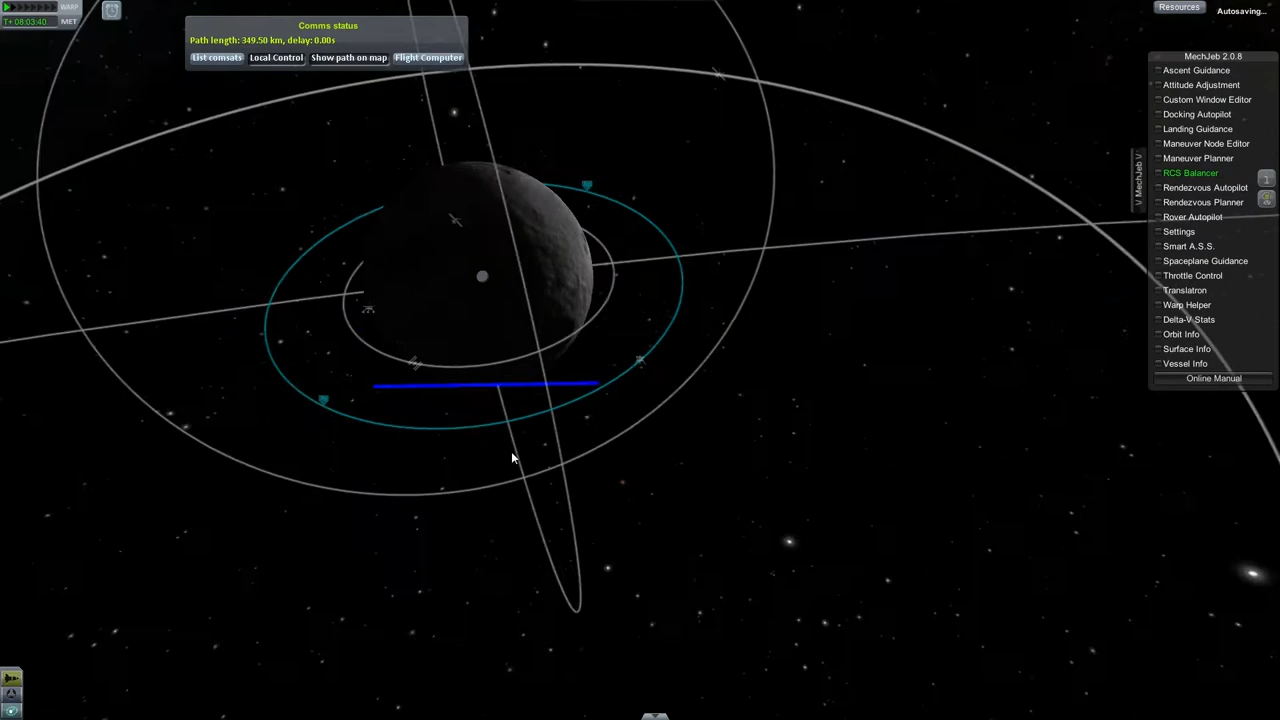 WARP
T+ 08:03:40 MET
Comms status
Path length: 349.50 km, delay: 0.00s
List comsats Local Control Show path on map Flight Computer
Resources
Autosaving...
MechJeb 2.0.8
Ascent Guidance
Attitude Adjustment
Custom Window Editor
Docking Autopilot
Landing Guidance
Maneuver Node Editor
Maneuver Planner
RCS Balancer
Rendezvous Autopilot
Rendezvous Planner
Rover Autopilot
Settings
Smart A.S.S.
Spaceplane Guidance
Throttle Control
Translatron
Warp Helper
Delta-V Stats
Orbit Info
Surface Info
Vessel Info
Online Manual
V MechJeb V